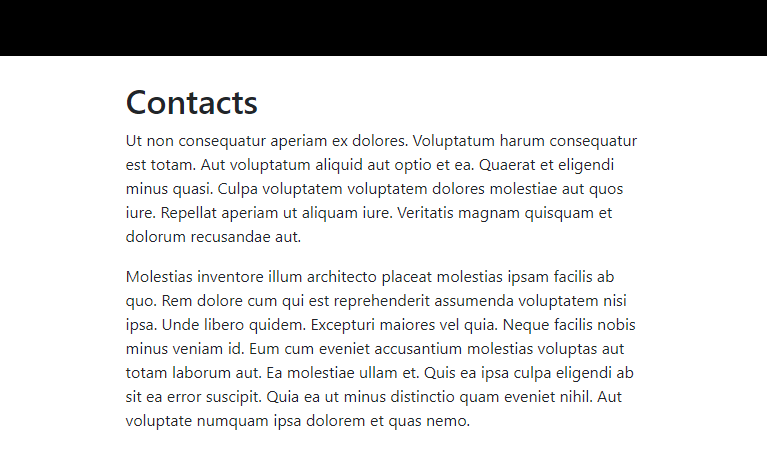 Contacts
Ut non consequatur aperiam ex dolores. Voluptatum harum consequatur
est totam. Aut voluptatum aliquid aut optio et ea. Quaerat et eligendi
minus quasi. Culpa voluptatem voluptatem dolores molestiae aut quos
iure. Repellat aperiam ut aliquam iure. Veritatis magnam quisquam et
dolorum recusandae aut.
Molestias inventore illum architecto placeat molestias ipsam facilis ab
quo. Rem dolore cum qui est reprehenderit assumenda voluptatem nisi
ipsa. Unde libero quidem. Excepturi maiores vel quia. Neque facilis nobis
minus veniam id. Eum cum eveniet accusantium molestias voluptas aut
totam laborum aut. Ea molestiae ullam et. Quis ea ipsa culpa eligendi ab
sit ea error suscipit. Quia ea ut minus distinctio quam eveniet nihil. Aut
voluptate numquam ipsa dolorem et quas nemo.